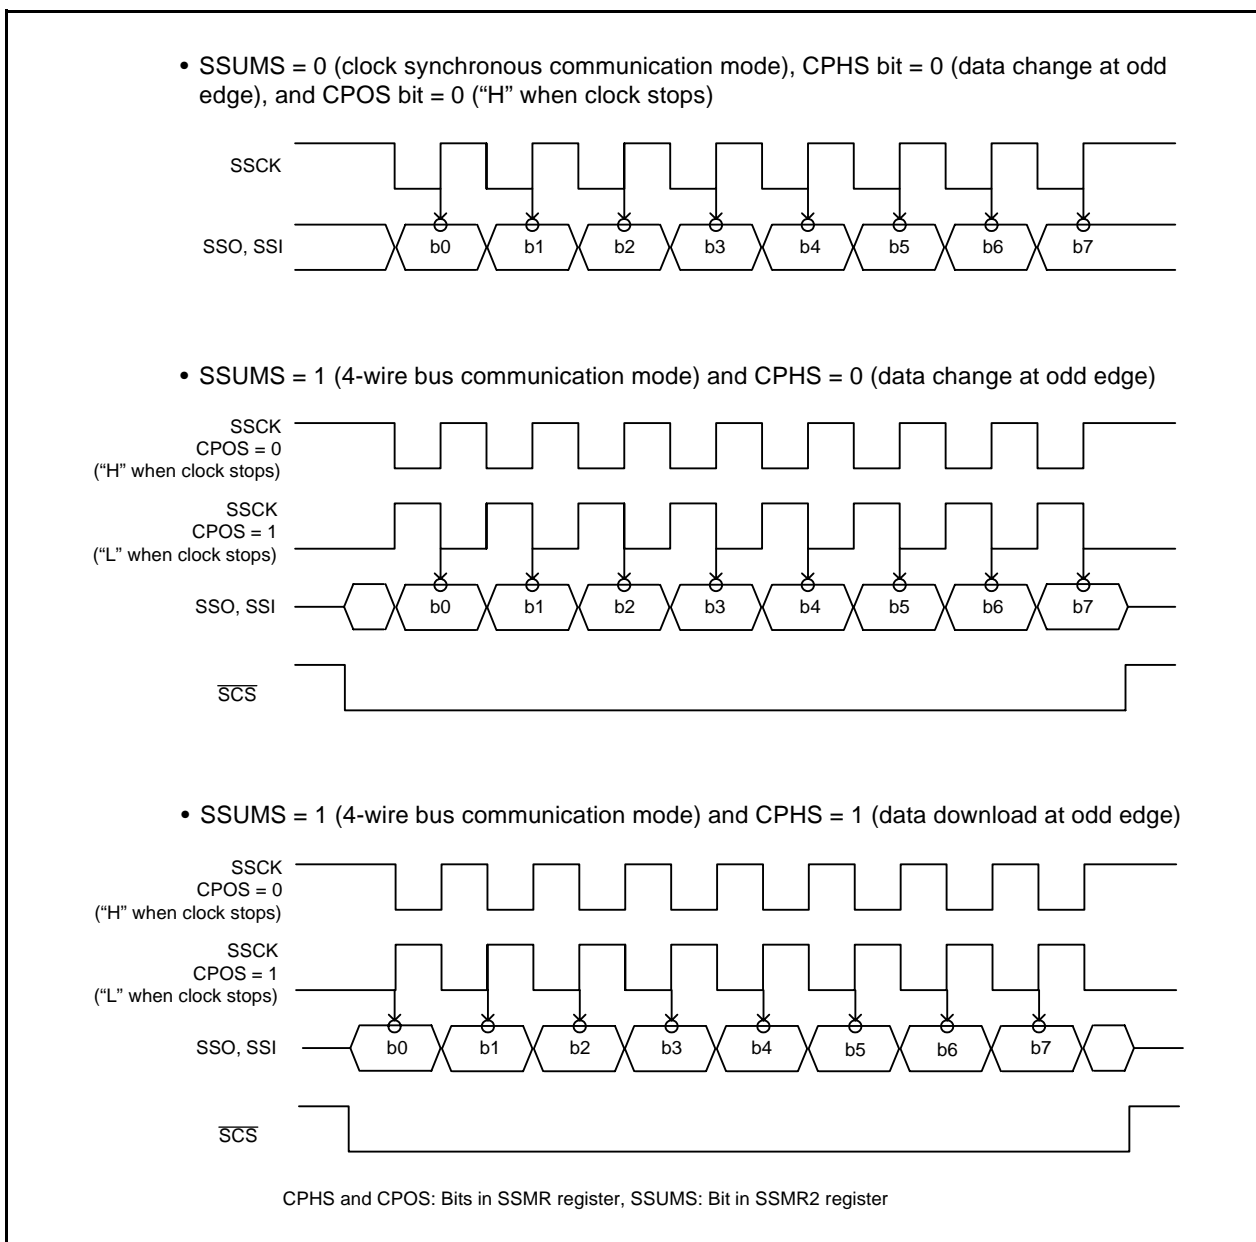 • SSUMS = 0 (clock synchronous communication mode), CPHS bit = 0 (data change at odd
edge), and CPOS bit = 0 (“H” when clock stops)
SSCK
SSO, SSI
b0 b1 b2 b3 b4 b5 b6 b7
• SSUMS = 1 (4-wire bus communication mode) and CPHS = 0 (data change at odd edge)
SSCK
CPOS = 0
(“H” when clock stops)
SSCK
CPOS = 1
(“L” when clock stops)
SSO, SSI
b0 b1 b2 b3 b4 b5 b6 b7
SCS
• SSUMS = 1 (4-wire bus communication mode) and CPHS = 1 (data download at odd edge)
SSCK
CPOS = 0
(“H” when clock stops)
SSCK
CPOS = 1
(“L” when clock stops)
SSO, SSI
b0 b1 b2 b3 b4 b5 b6 b7
SCS
CPHS and CPOS: Bits in SSMR register, SSUMS: Bit in SSMR2 register